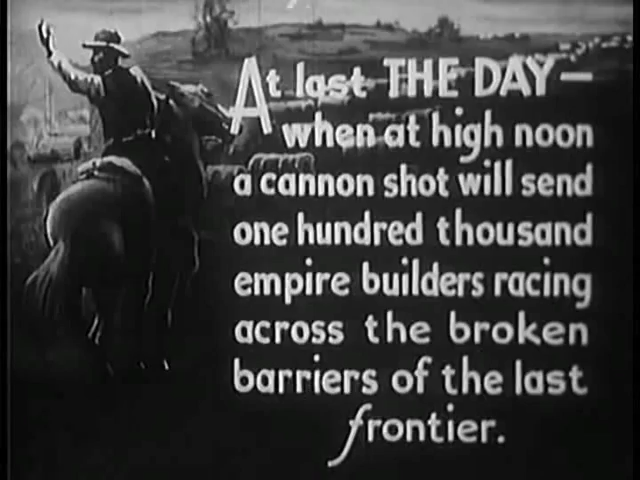 At last THE DAY—
when at high noon
a cannon shot will send
one hundred thousand
empire builders racing
across the broken
barriers of the last
frontier.